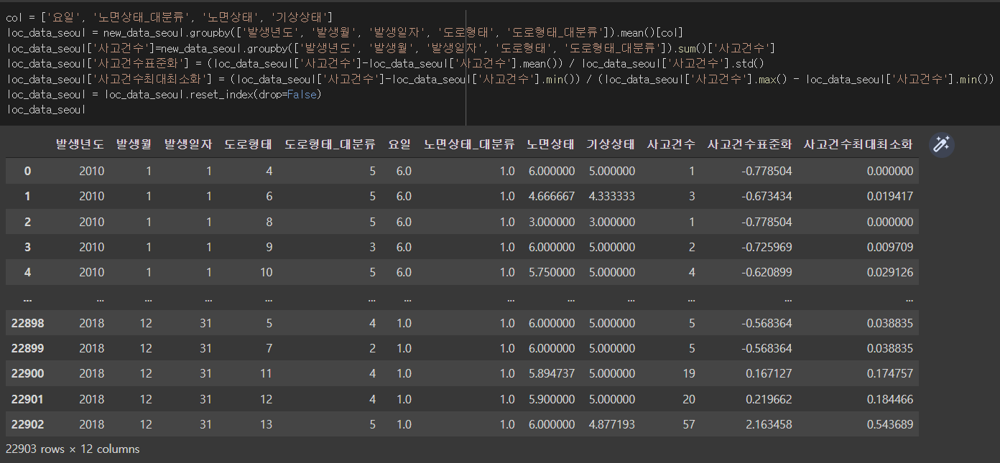 col = ['요일', '노면상태_대분류', '노면상태', '기상상태']
loc_data_seoul = new_data_seoul.groupby(['발생년도', '발생월', '발생일자', '도로형태', '도로형태_대분류']).mean()[col]
loc_data_seoul['사고건수']=new_data_seoul.groupby(['발생년도', '발생월', '발생일자', '도로형태', '도로형태_대분류']).sum()['사고건수']
loc_data_seoul['사고건수표준화'] = (loc_data_seoul['사고건수']-loc_data_seoul['사고건수'].mean()) / loc_data_seoul['사고건수'].std()
loc_data_seoul['사고건수최대최소화'] = (loc_data_seoul['사고건수']-loc_data_seoul['사고건수'].min()) / (loc_data_seoul['사고건수'].max() - loc_data_seoul['사고건수'].min())
loc_data_seoul = loc_data_seoul.reset_index(drop=False)
loc_data_seoul
발생년도 발생월 발생일자 도로형태 도로형태_대분류 요일 노면상태_대분류 노면상태 기상상태 사고건수 사고건수표준화 사고건수최대최소화
0 2010 1 1 4 5 6.0 1.0 6.000000 5.000000 1 -0.778504 0.000000
1 2010 1 1 6 5 6.0 1.0 4.666667 4.333333 3 -0.673434 0.019417
2 2010 1 1 8 5 6.0 1.0 3.000000 3.000000 1 -0.778504 0.000000
3 2010 1 1 9 3 6.0 1.0 6.000000 5.000000 2 -0.725969 0.009709
4 2010 1 1 10 5 6.0 1.0 5.750000 5.000000 4 -0.620899 0.029126
... ... ... ... ... ... ... ... ... ... ... ... ...
22898 2018 12 31 5 4 1.0 1.0 6.000000 5.000000 5 -0.568364 0.038835
22899 2018 12 31 7 2 1.0 1.0 6.000000 5.000000 5 -0.568364 0.038835
22900 2018 12 31 11 4 1.0 1.0 5.894737 5.000000 19 0.167127 0.174757
22901 2018 12 31 12 4 1.0 1.0 5.900000 5.000000 20 0.219662 0.184466
22902 2018 12 31 13 5 1.0 1.0 6.000000 4.877193 57 2.163458 0.543689
22903 rows × 12 columns